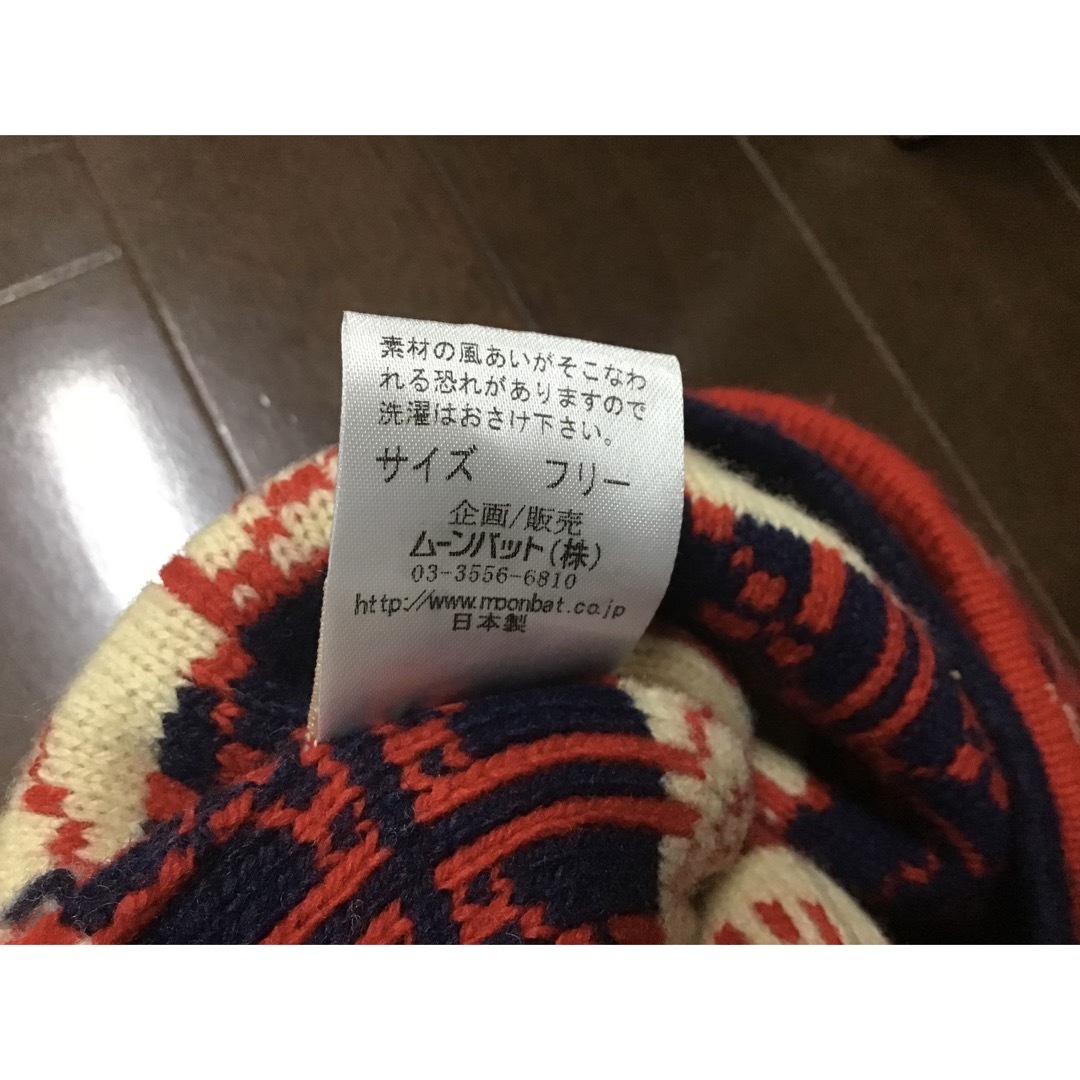 素材の風あいがそこなわ
れる恐れがありますので
洗濯はおさけ下さい。
サイズ フリー
企画/販売
ムーンバット(株)
03-3556-6810
http://www.moonbat.co.jp
日本製